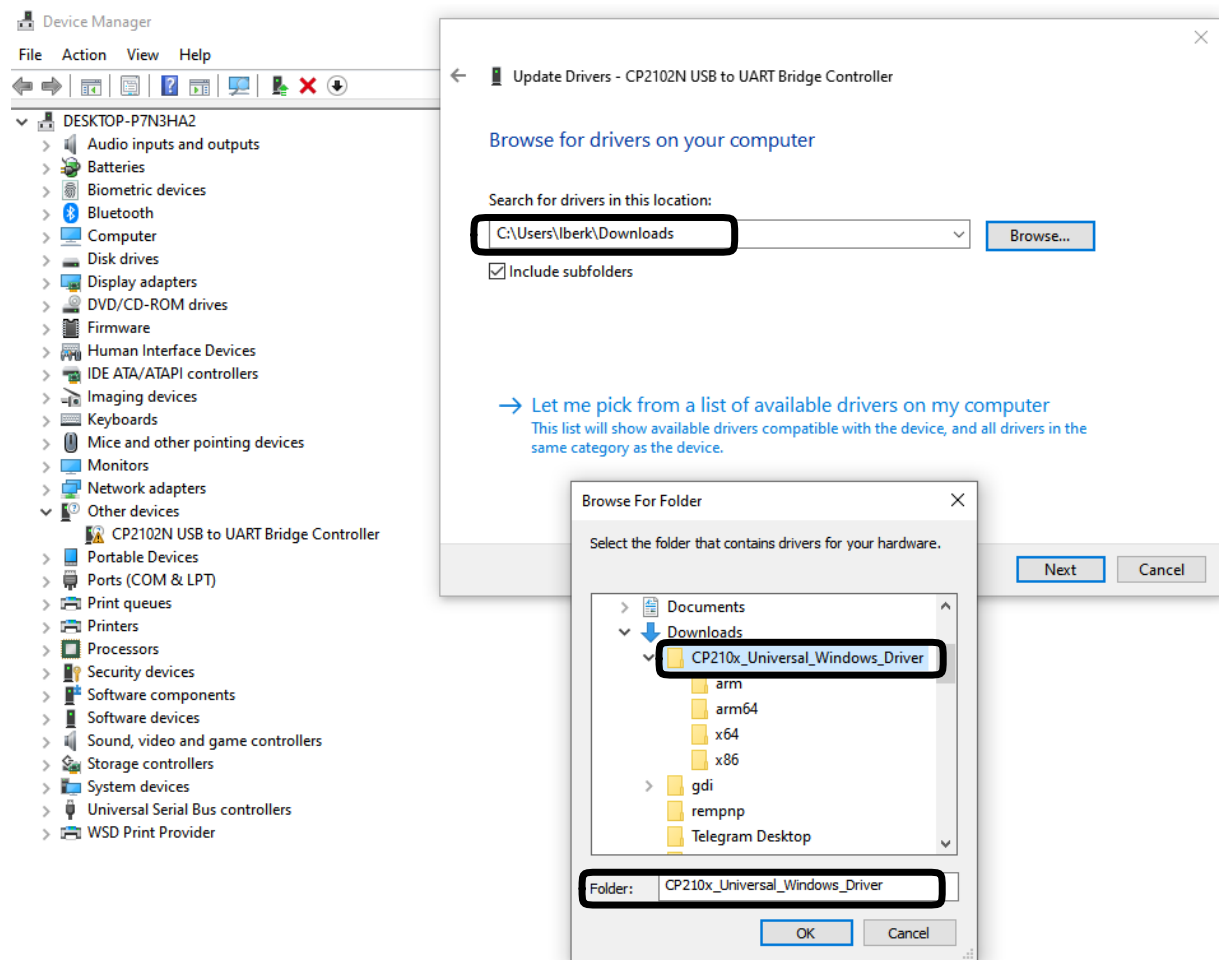 Device Manager
File Action View Help
DESKTOP-P7N3HA2
Audio inputs and outputs
Batteries
Biometric devices
Bluetooth
Computer
Disk drives
Display adapters
DVD/CD-ROM drives
Firmware
Human Interface Devices
IDE ATA/ATAPI controllers
Imaging devices
Keyboards
Mice and other pointing devices
Monitors
Network adapters
Other devices
CP2102N USB to UART Bridge Controller
Portable Devices
Ports (COM & LPT)
Print queues
Printers
Processors
Security devices
Software components
Software devices
Sound, video and game controllers
Storage controllers
System devices
Universal Serial Bus controllers
WSD Print Provider
Update Drivers - CP2102N USB to UART Bridge Controller
Browse for drivers on your computer
Search for drivers in this location:
C:\Users\lberk\Downloads
Browse...
Include subfolders
Let me pick from a list of available drivers on my computer
This list will show available drivers compatible with the device, and all drivers in the
same category as the device.
Next Cancel
Browse For Folder
Select the folder that contains drivers for your hardware.
Documents
Downloads
CP210x_Universal_Windows_Driver
arm
arm64
x64
x86
gdi
rempnp
Telegram Desktop
Folder: CP210x_Universal_Windows_Driver
OK Cancel